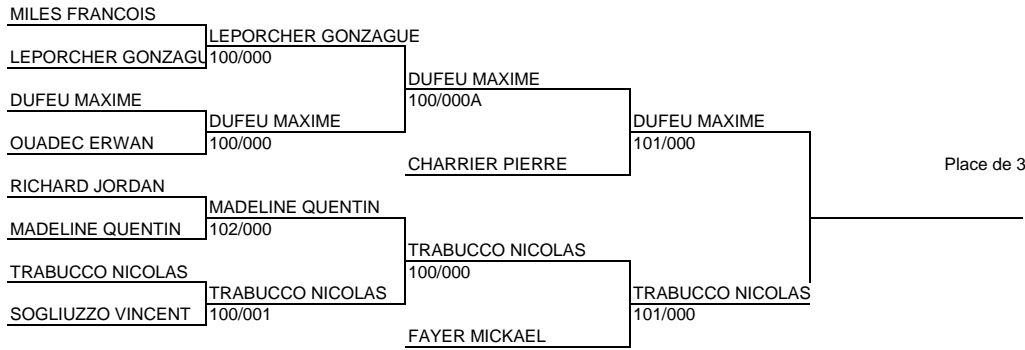 MILES FRANCOIS
LEPORCHER GONZAGUE
LEPORCHER GONZAGU
100/000
DUFEU MAXIME
100/000A
DUFEU MAXIME
DUFEU MAXIME
100/000
OUADEC ERWAN
DUFEU MAXIME
101/000
CHARRIER PIERRE
Place de 3
RICHARD JORDAN
MADELINE QUENTIN
MADELINE QUENTIN
102/000
TRABUCCO NICOLAS
100/000
TRABUCCO NICOLAS
TRABUCCO NICOLAS
100/001
SOGLIUZZO VINCENT
TRABUCCO NICOLAS
101/000
FAYER MICKAEL